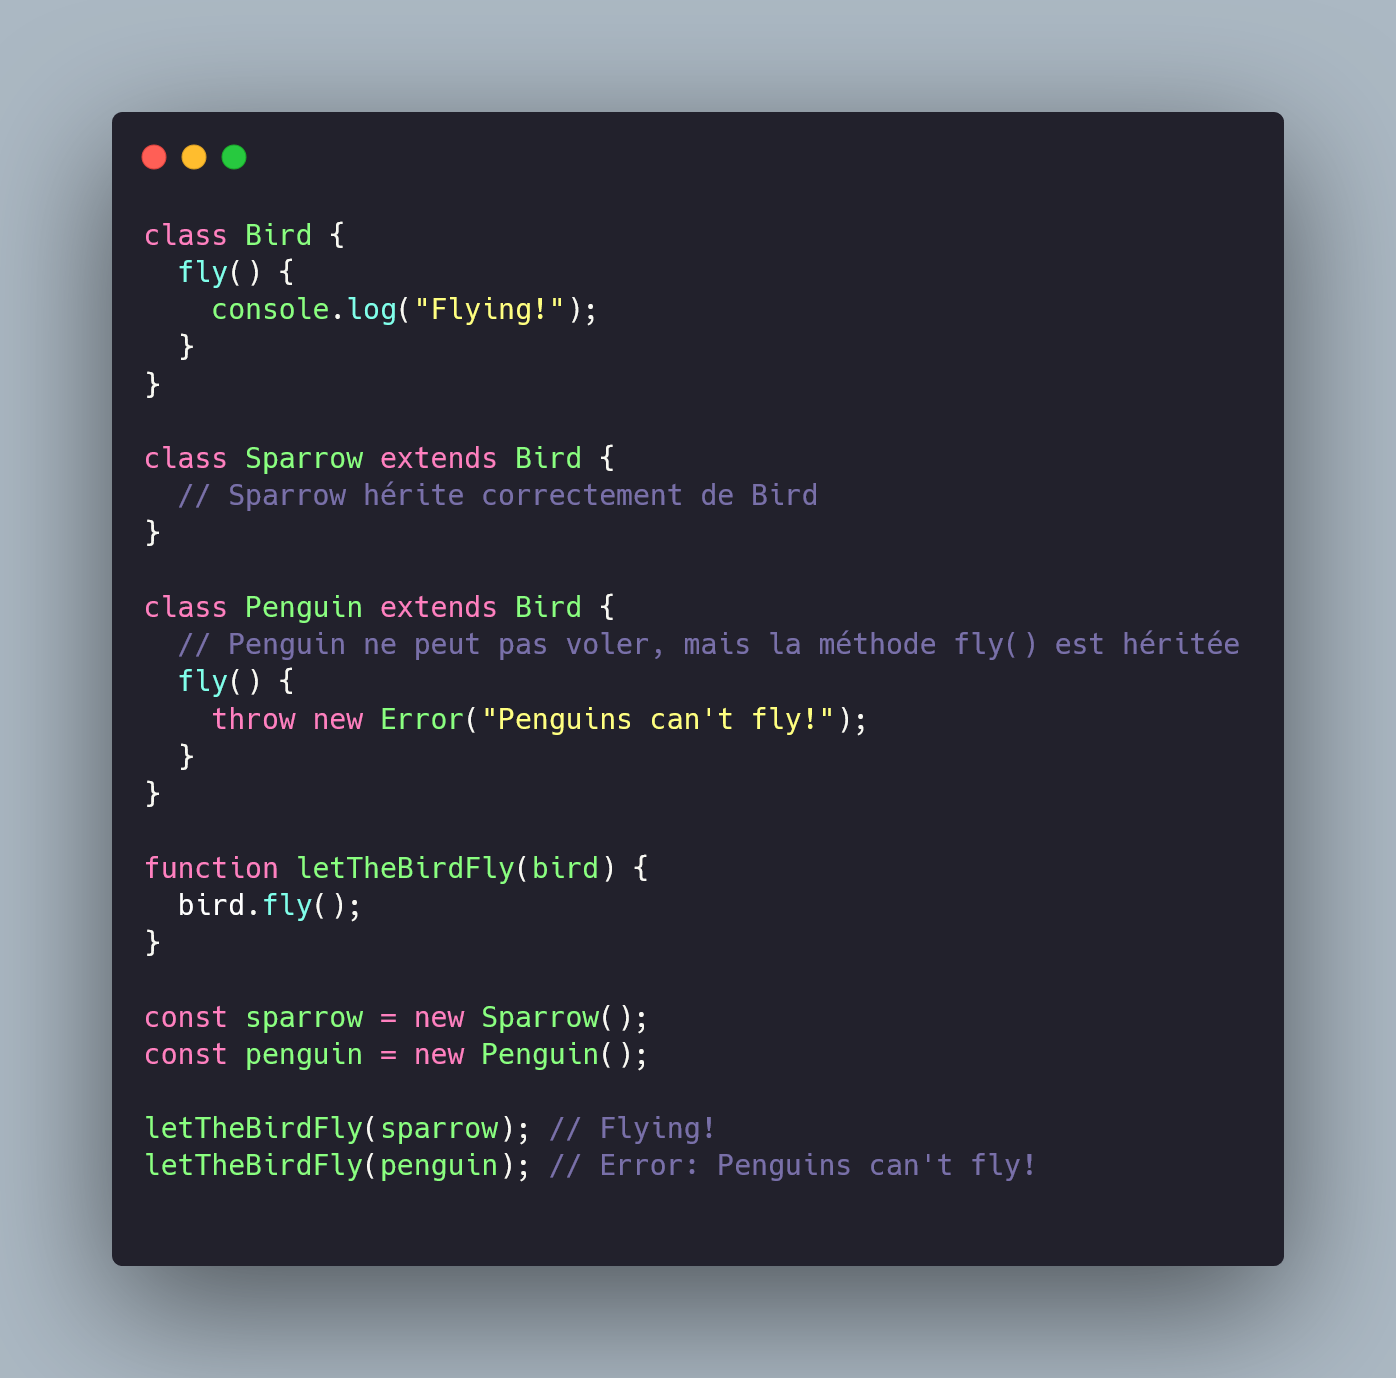 class Bird {
  fly() {
    console.log("Flying!");
  }
}

class Sparrow extends Bird {
  // Sparrow hérite correctement de Bird
}

class Penguin extends Bird {
  // Penguin ne peut pas voler, mais la méthode fly() est héritée
  fly() {
    throw new Error("Penguins can't fly!");
  }
}

function letTheBirdFly(bird) {
  bird.fly();
}

const sparrow = new Sparrow();
const penguin = new Penguin();

letTheBirdFly(sparrow); // Flying!
letTheBirdFly(penguin); // Error: Penguins can't fly!